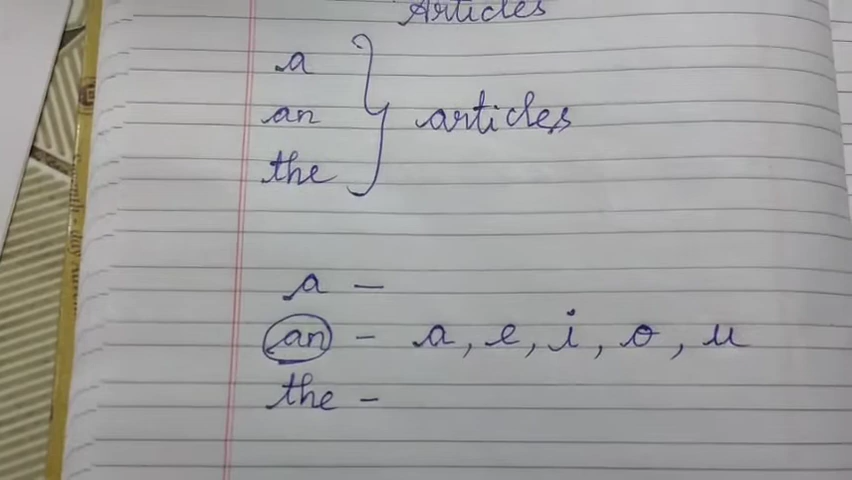 Articles
a
an } articles
the
a -
an - a, e, i, o, u
the -